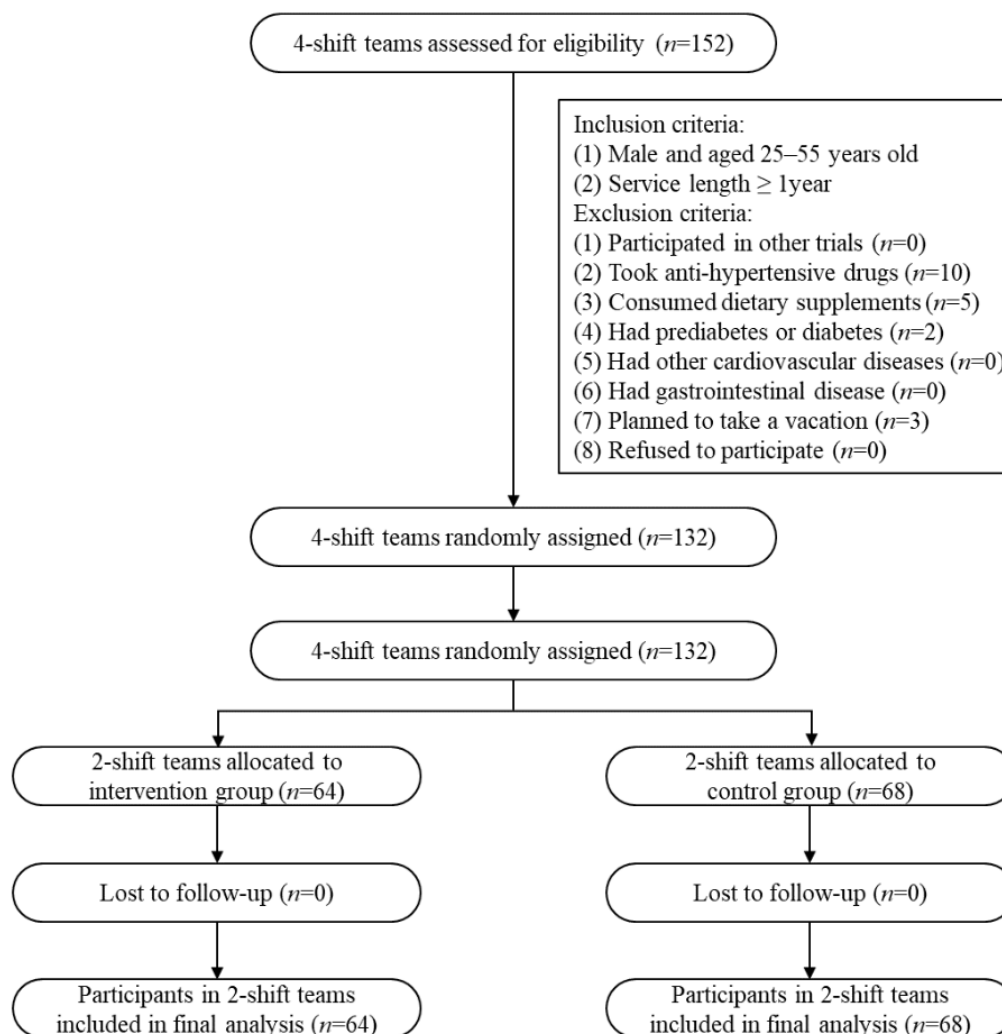 4-shift teams assessed for eligibility (n=152)
Inclusion criteria:
(1) Male and aged 25–55 years old
(2) Service length ≥ 1year
Exclusion criteria:
(1) Participated in other trials (n=0)
(2) Took anti-hypertensive drugs (n=10)
(3) Consumed dietary supplements (n=5)
(4) Had prediabetes or diabetes (n=2)
(5) Had other cardiovascular diseases (n=0)
(6) Had gastrointestinal disease (n=0)
(7) Planned to take a vacation (n=3)
(8) Refused to participate (n=0)
4-shift teams randomly assigned (n=132)
4-shift teams randomly assigned (n=132)
2-shift teams allocated to
intervention group (n=64)
2-shift teams allocated to
control group (n=68)
Lost to follow-up (n=0)
Lost to follow-up (n=0)
Participants in 2-shift teams
included in final analysis (n=64)
Participants in 2-shift teams
included in final analysis (n=68)